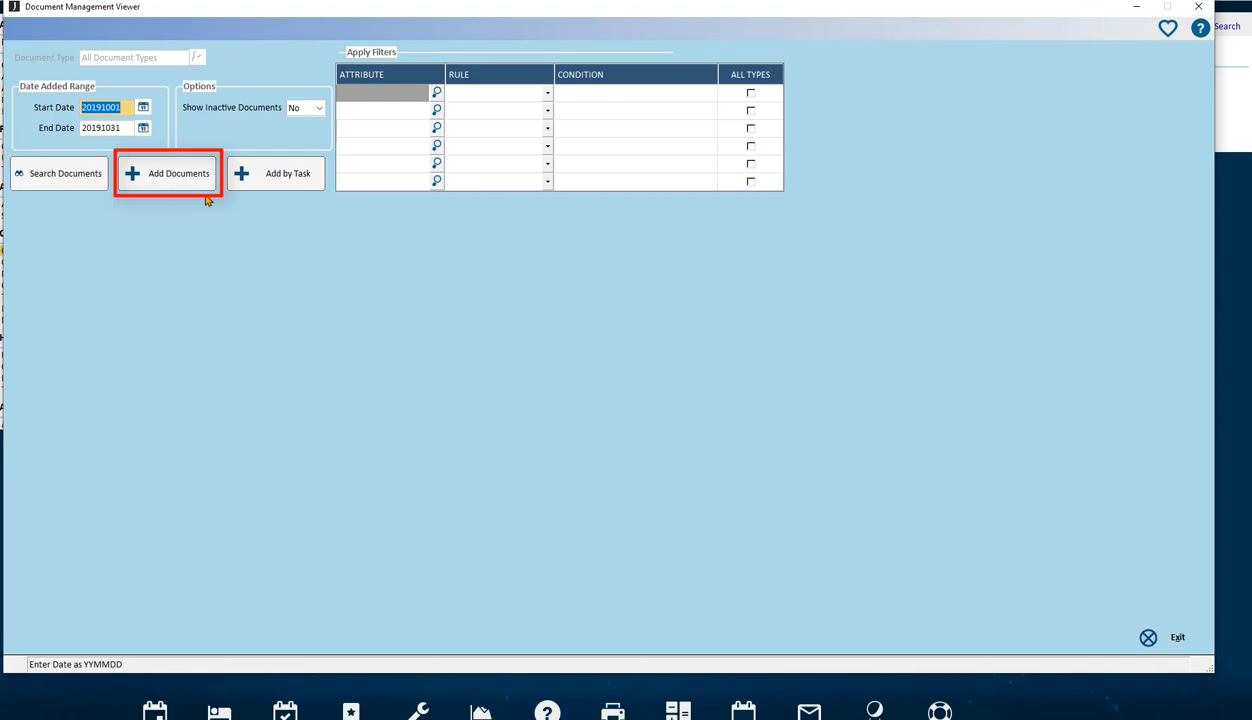 Document Management Viewer
Search
Document Type All Document Types
Apply Filters
ATTRIBUTE RULE CONDITION ALL TYPES
Date Added Range
Options
Start Date 20191001
Show Inactive Documents No
End Date 20191031
Search Documents
Add Documents
Add by Task
Exit
Enter Date as YYMMDD